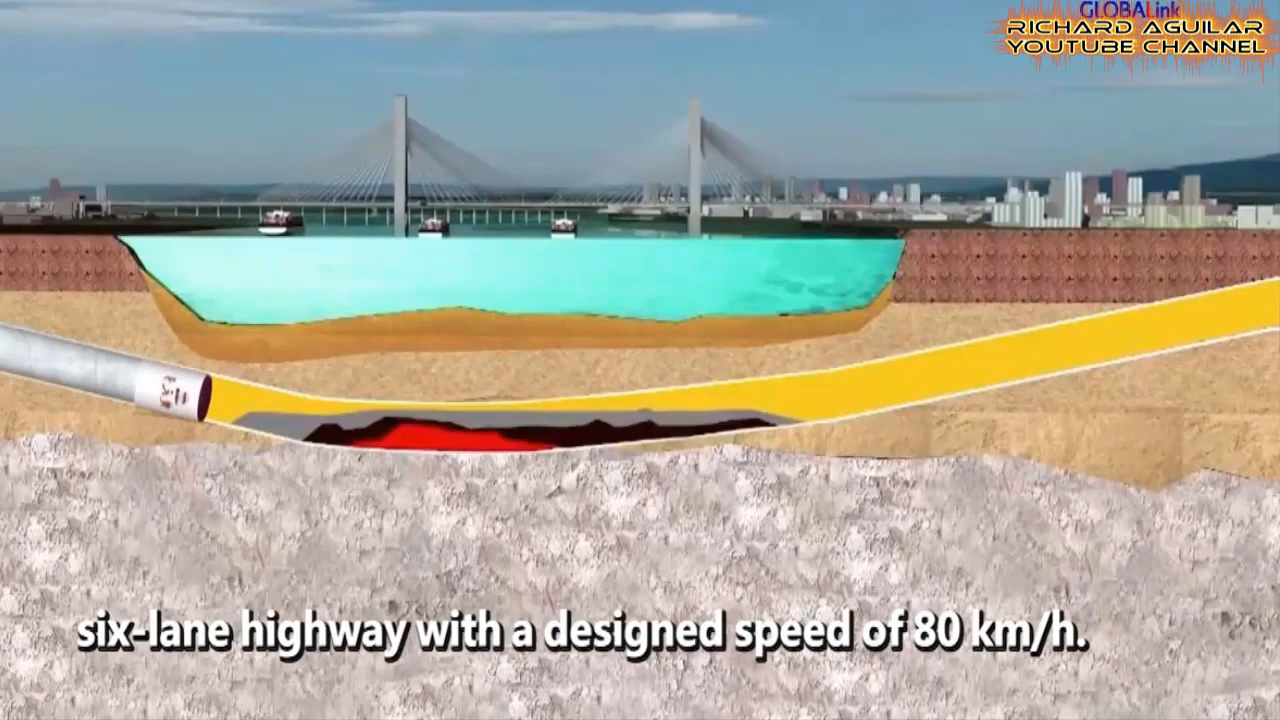 GLOBALink
RICHARD AGUILAR
YOUTUBE CHANNEL
six-lane highway with a designed speed of 80 km/h.